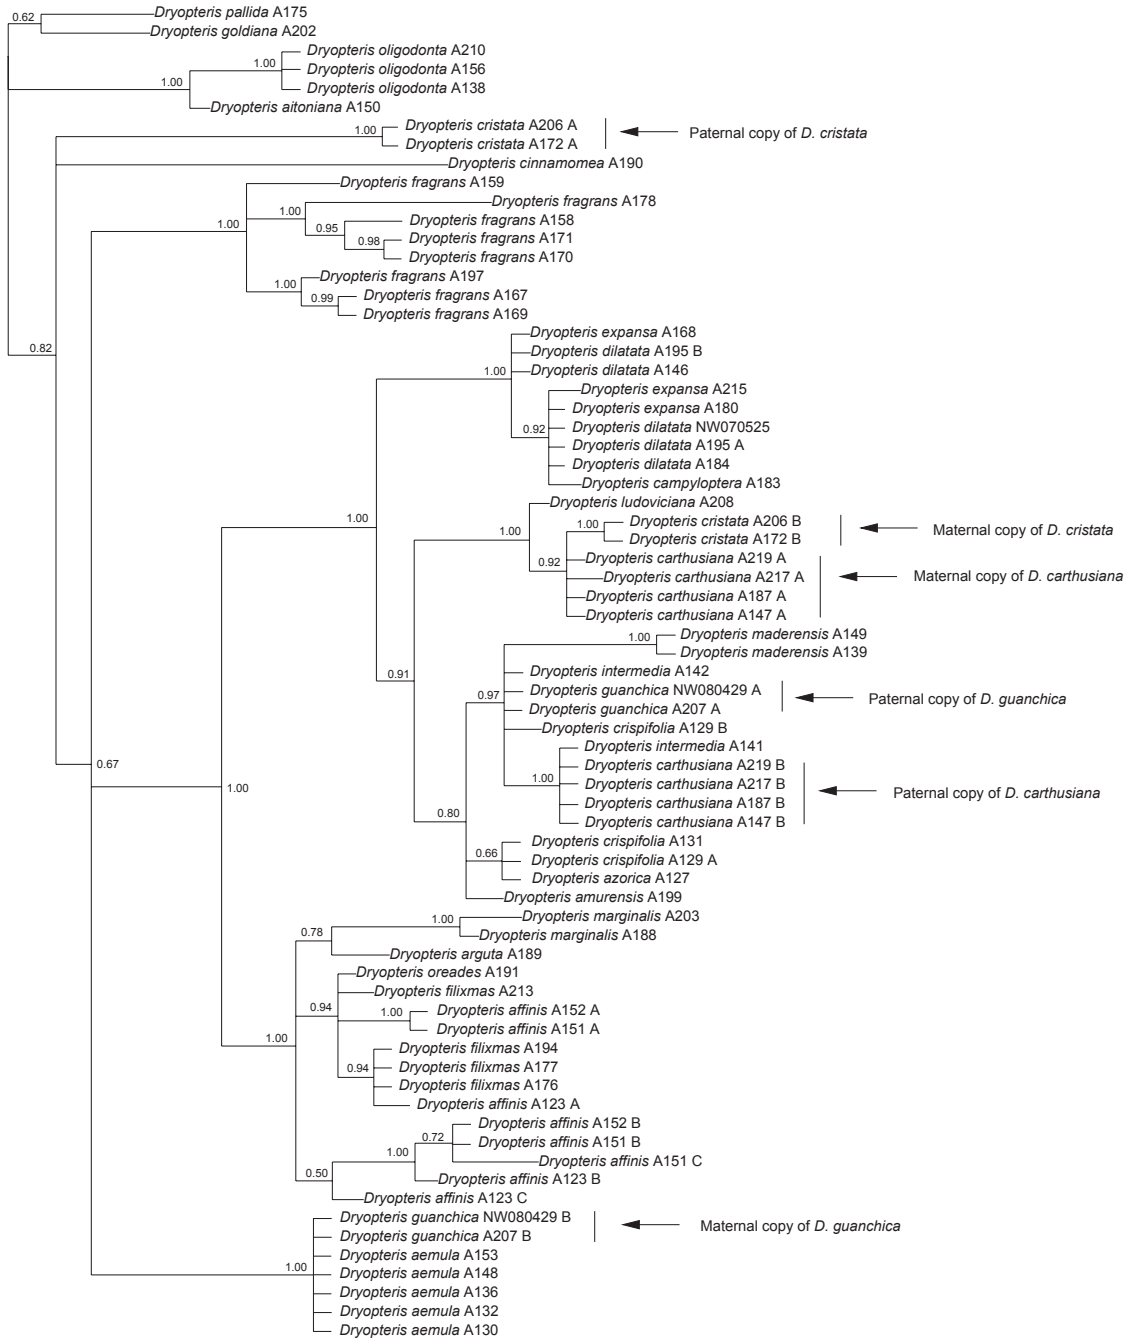 0.62
Dryopteris pallida A175
Dryopteris goldiana A202
Dryopteris oligodonta A210
1.00
Dryopteris oligodonta A156
1.00
Dryopteris oligodonta A138
Dryopteris aitoniana A150
1.00
Dryopteris cristata A206 A
Paternal copy of D. cristata
Dryopteris cristata A172 A
Dryopteris cinnamomea A190
Dryopteris fragrans A159
Dryopteris fragrans A178
1.00
Dryopteris fragrans A158
1.00
0.95
Dryopteris fragrans A171
0.98
Dryopteris fragrans A170
Dryopteris fragrans A197
1.00
Dryopteris fragrans A167
0.99
Dryopteris fragrans A169
Dryopteris expansa A168
0.82
Dryopteris dilatata A195 B
1.00
Dryopteris dilatata A146
Dryopteris expansa A215
Dryopteris expansa A180
0.92
Dryopteris dilatata NW070525
Dryopteris dilatata A195 A
Dryopteris dilatata A184
Dryopteris campyloptera A183
Dryopteris ludoviciana A208
1.00
1.00
Dryopteris cristata A206 B
Maternal copy of D. cristata
1.00
Dryopteris cristata A172 B
0.92
Dryopteris carthusiana A219 A
Dryopteris carthusiana A217 A
Maternal copy of D. carthusiana
Dryopteris carthusiana A187 A
Dryopteris carthusiana A147 A
1.00
Dryopteris maderensis A149
Dryopteris maderensis A139
0.91
Dryopteris intermedia A142
0.97
Dryopteris guanchica NW080429 A
Paternal copy of D. guanchica
Dryopteris guanchica A207 A
Dryopteris crispifolia A129 B
Dryopteris intermedia A141
0.67
Dryopteris carthusiana A219 B
1.00
1.00
Dryopteris carthusiana A217 B
Paternal copy of D. carthusiana
Dryopteris carthusiana A187 B
0.80
Dryopteris carthusiana A147 B
Dryopteris crispifolia A131
0.66
Dryopteris crispifolia A129 A
Dryopteris azorica A127
Dryopteris amurensis A199
1.00
Dryopteris marginalis A203
0.78
Dryopteris marginalis A188
Dryopteris arguta A189
Dryopteris oreades A191
Dryopteris filixmas A213
0.94
1.00
Dryopteris affinis A152 A
1.00
Dryopteris affinis A151 A
Dryopteris filixmas A194
0.94
Dryopteris filixmas A177
Dryopteris filixmas A176
Dryopteris affinis A123 A
Dryopteris affinis A152 B
0.72
Dryopteris affinis A151 B
1.00
Dryopteris affinis A151 C
0.50
Dryopteris affinis A123 B
Dryopteris affinis A123 C
Dryopteris guanchica NW080429 B
Maternal copy of D. guanchica
Dryopteris guanchica A207 B
Dryopteris aemula A153
1.00
Dryopteris aemula A148
Dryopteris aemula A136
Dryopteris aemula A132
Dryopteris aemula A130